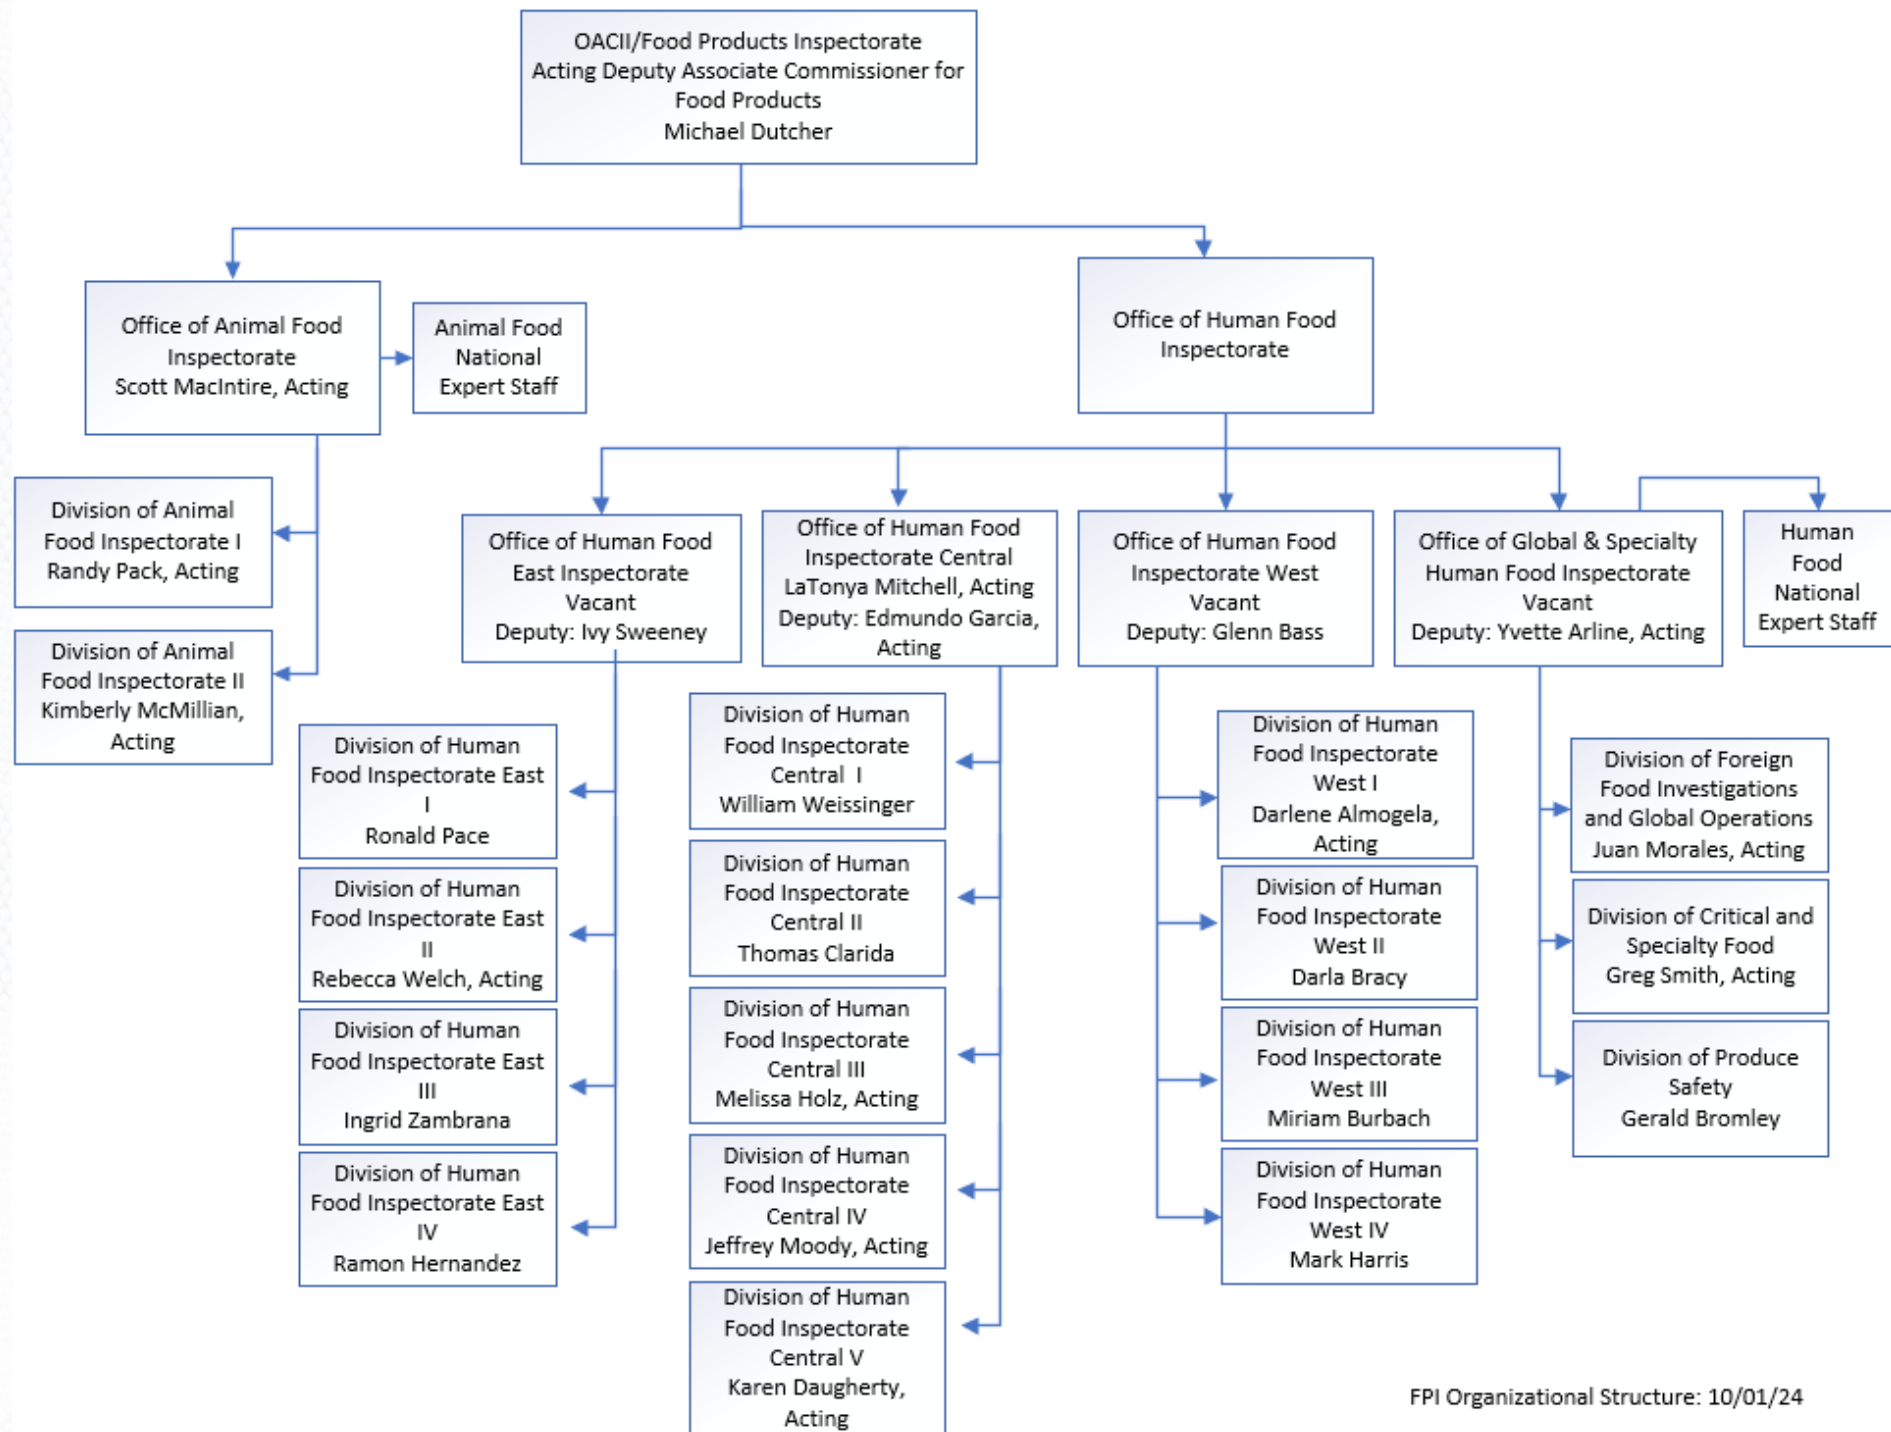 OACII/Food Products Inspectorate
Acting Deputy Associate Commissioner for
Food Products
Michael Dutcher
Office of Animal Food
Inspectorate
Scott MacIntire, Acting
Animal Food
National
Expert Staff
Office of Human Food
Inspectorate
Division of Animal
Food Inspectorate I
Randy Pack, Acting
Division of Animal
Food Inspectorate II
Kimberly McMillian,
Acting
Office of Human Food
East Inspectorate
Vacant
Deputy: Ivy Sweeney
Office of Human Food
Inspectorate Central
LaTonya Mitchell, Acting
Deputy: Edmundo Garcia,
Acting
Office of Human Food
Inspectorate West
Vacant
Deputy: Glenn Bass
Office of Global & Specialty
Human Food Inspectorate
Vacant
Deputy: Yvette Arline, Acting
Human
Food
National
Expert Staff
Division of Human
Food Inspectorate East
I
Ronald Pace
Division of Human
Food Inspectorate East
II
Rebecca Welch, Acting
Division of Human
Food Inspectorate East
III
Ingrid Zambrana
Division of Human
Food Inspectorate East
IV
Ramon Hernandez
Division of Human
Food Inspectorate
Central I
William Weissinger
Division of Human
Food Inspectorate
Central II
Thomas Clarida
Division of Human
Food Inspectorate
Central III
Melissa Holz, Acting
Division of Human
Food Inspectorate
Central IV
Jeffrey Moody, Acting
Division of Human
Food Inspectorate
Central V
Karen Daugherty,
Acting
Division of Human
Food Inspectorate
West I
Darlene Almogela,
Acting
Division of Human
Food Inspectorate
West II
Darla Bracy
Division of Human
Food Inspectorate
West III
Miriam Burbach
Division of Human
Food Inspectorate
West IV
Mark Harris
Division of Foreign
Food Investigations
and Global Operations
Juan Morales, Acting
Division of Critical and
Specialty Food
Greg Smith, Acting
Division of Produce
Safety
Gerald Bromley
FPI Organizational Structure: 10/01/24